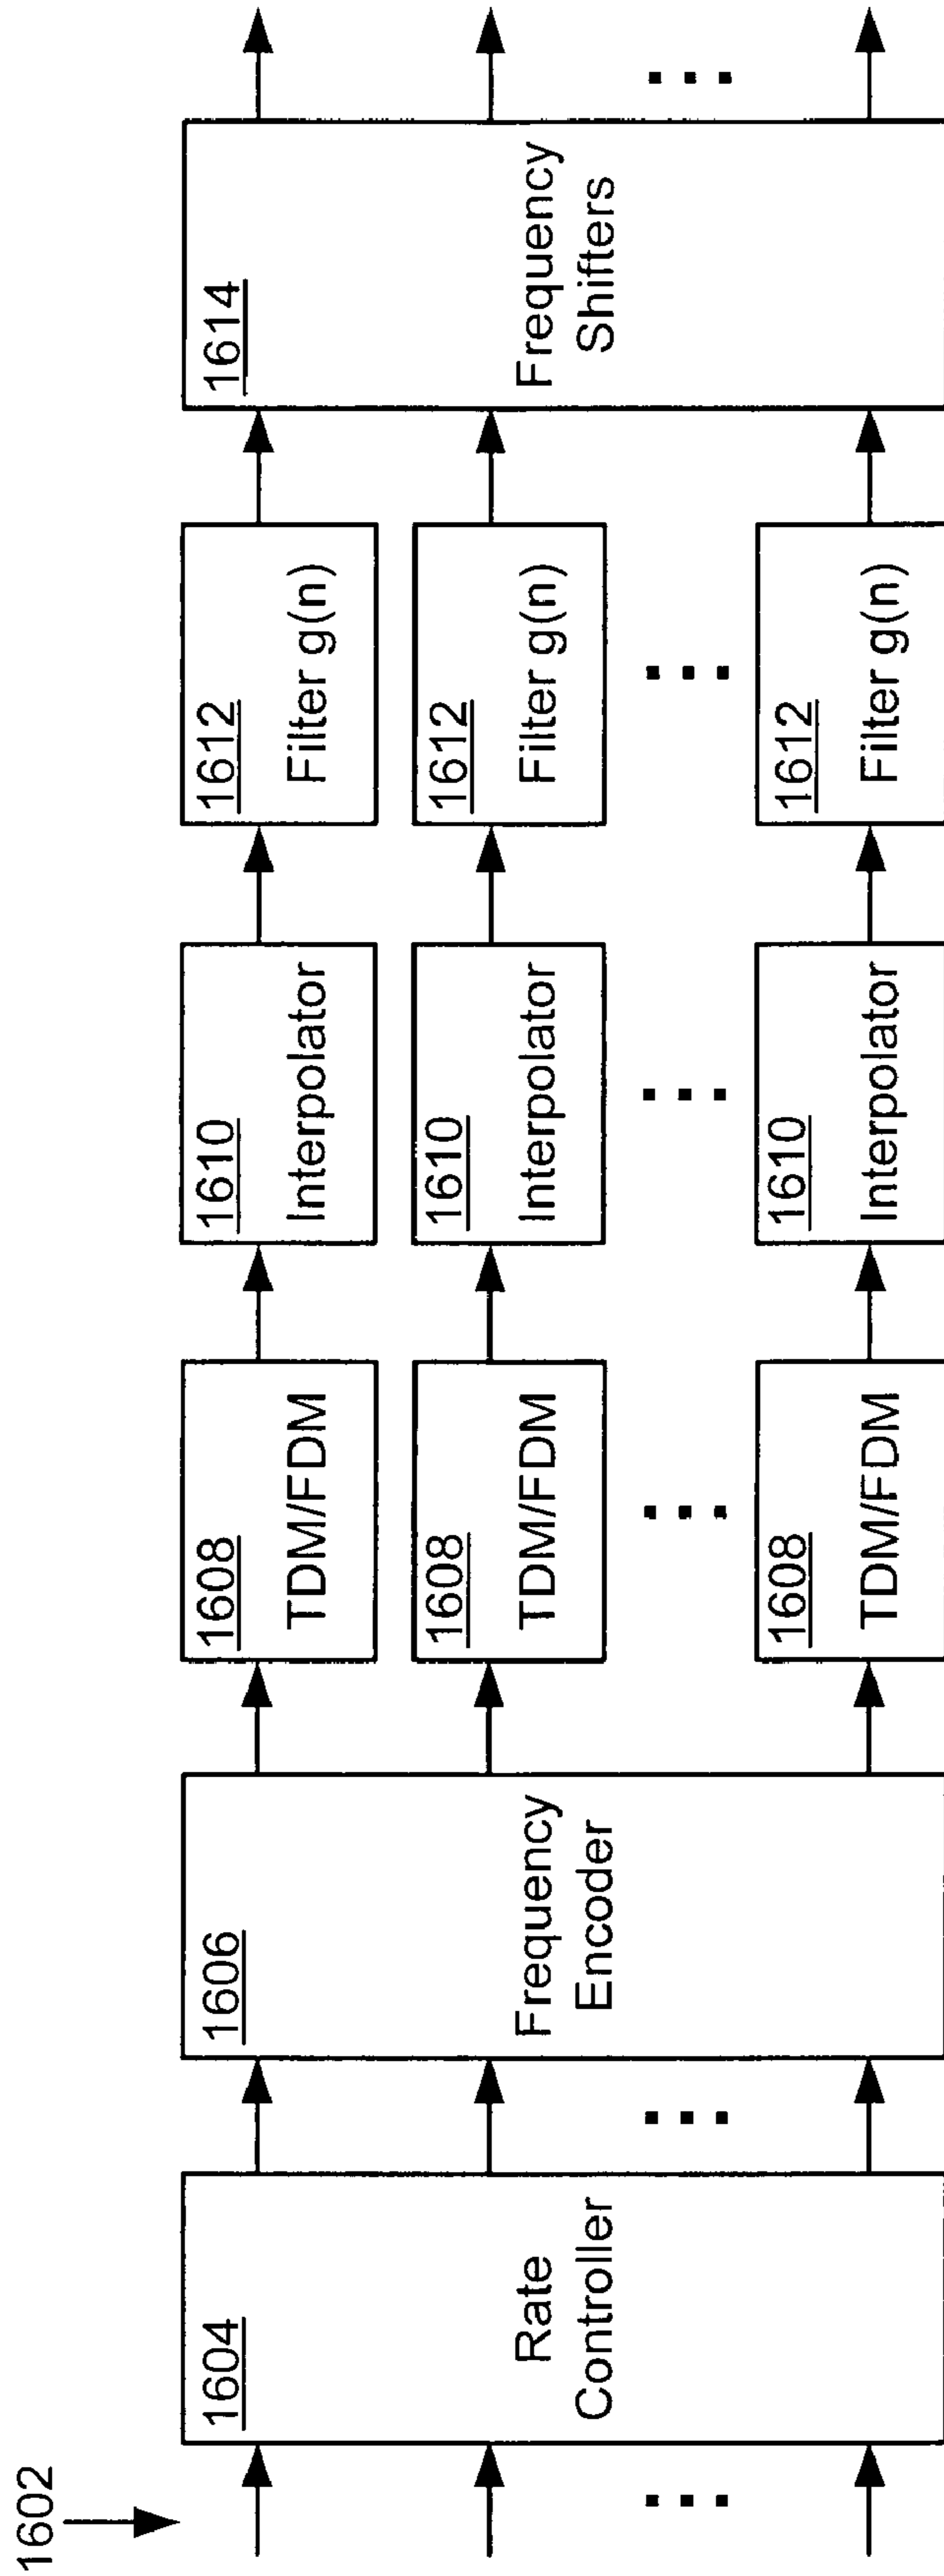 1602
1604
Rate
Controller
1606
Frequency
Encoder
1608
TDM/FDM
1608
TDM/FDM
1608
TDM/FDM
1610
Interpolator
1610
Interpolator
1610
Interpolator
1612
Filter g(n)
1612
Filter g(n)
1612
Filter g(n)
1614
Frequency
Shifters